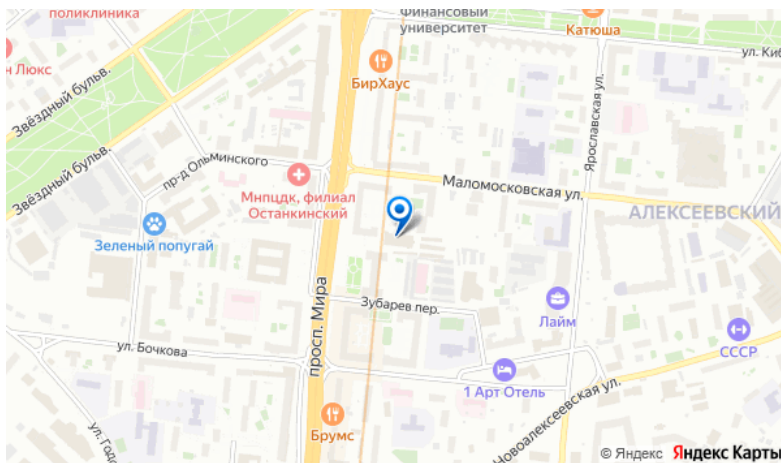 поликлиника
Финансовый
университет
Катюша
ул. Киб
н Люкс
Звёздный бульв.
БирХаус
Ярославская ул.
Звёздный бульв.
пр-д Ольминского
Маломосковская ул.
Мнпцдк, филиал
Останкинский
АЛЕКСЕЕВСКИЙ
Зеленый попугай
просп. Мира
Зубарев пер.
Лайм
ул. Бочкова
СССР
1 Арт Отель
Новоалексеевская ул.
ул. Годо
Брумс
© Яндекс Яндекс Карты